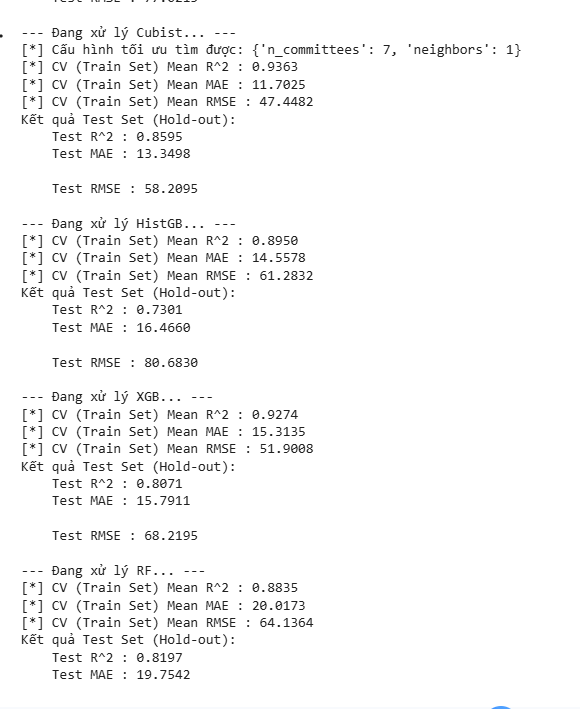 --- Đang xử lý Cubist... ---
[*] Cấu hình tối ưu tìm được: {'n_committees': 7, 'neighbors': 1}
[*] CV (Train Set) Mean R^2 : 0.9363
[*] CV (Train Set) Mean MAE : 11.7025
[*] CV (Train Set) Mean RMSE : 47.4482
Kết quả Test Set (Hold-out):
Test R^2 : 0.8595
Test MAE : 13.3498
Test RMSE : 58.2095
--- Đang xử lý HistGB... ---
[*] CV (Train Set) Mean R^2 : 0.8950
[*] CV (Train Set) Mean MAE : 14.5578
[*] CV (Train Set) Mean RMSE : 61.2832
Kết quả Test Set (Hold-out):
Test R^2 : 0.7301
Test MAE : 16.4660
Test RMSE : 80.6830
--- Đang xử lý XGB... ---
[*] CV (Train Set) Mean R^2 : 0.9274
[*] CV (Train Set) Mean MAE : 15.3135
[*] CV (Train Set) Mean RMSE : 51.9008
Kết quả Test Set (Hold-out):
Test R^2 : 0.8071
Test MAE : 15.7911
Test RMSE : 68.2195
--- Đang xử lý RF... ---
[*] CV (Train Set) Mean R^2 : 0.8835
[*] CV (Train Set) Mean MAE : 20.0173
[*] CV (Train Set) Mean RMSE : 64.1364
Kết quả Test Set (Hold-out):
Test R^2 : 0.8197
Test MAE : 19.7542